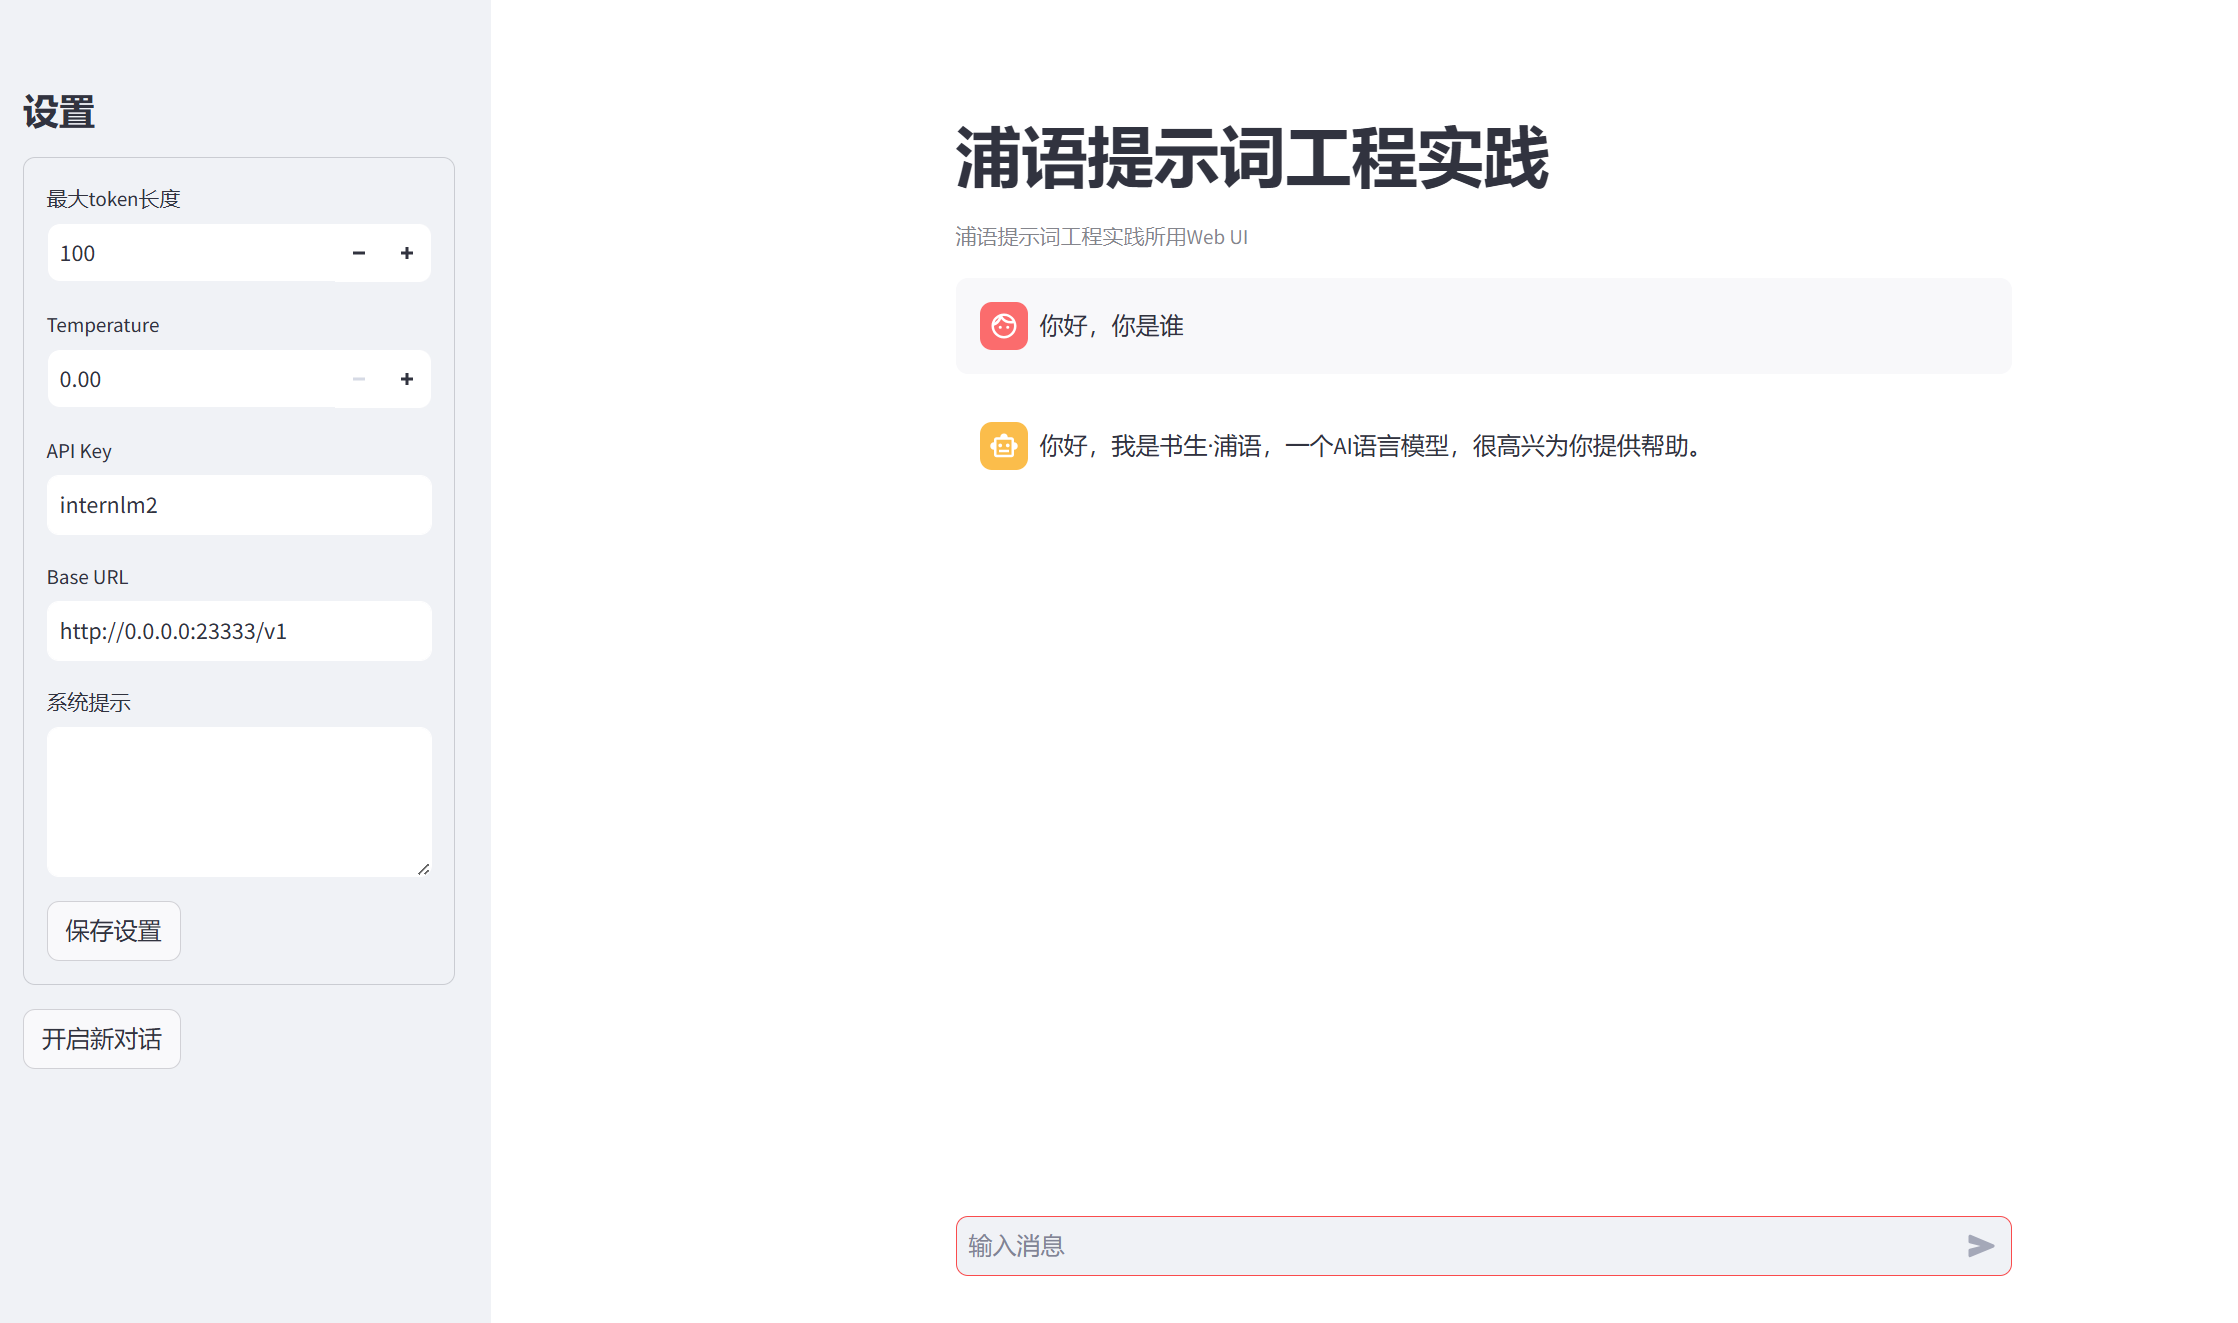 设置
最大token长度
100
Temperature
0.00
API Key
internlm2
Base URL
http://0.0.0.0:23333/v1
系统提示
保存设置
开启新对话
浦语提示词工程实践
浦语提示词工程实践所用Web UI
你好，你是谁
你好，我是书生·浦语，一个AI语言模型，很高兴为你提供帮助。
输入消息